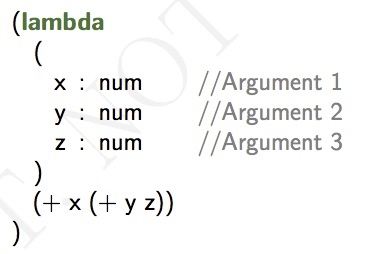 (lambda
(
x : num //Argument 1
y : num //Argument 2
z : num //Argument 3
)
(+ x (+ y z))
)